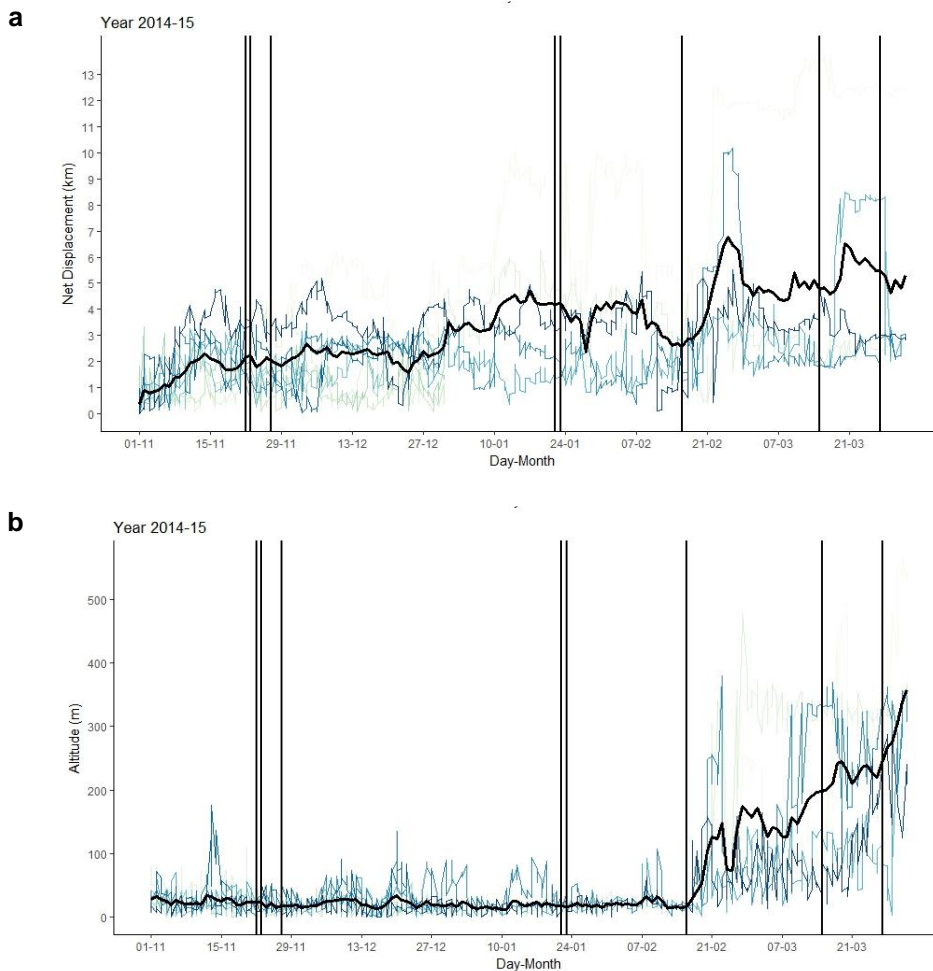 a
Year 2014-15
Net Displacement (km)
13
12
11
10
9
8
7
6
5
4
3
2
1
0
01-11 15-11 29-11 13-12 27-12 10-01 24-01 07-02 21-02 07-03 21-03
Day-Month
b
Year 2014-15
Altitude (m)
500
400
300
200
100
0
01-11 15-11 29-11 13-12 27-12 10-01 24-01 07-02 21-02 07-03 21-03
Day-Month